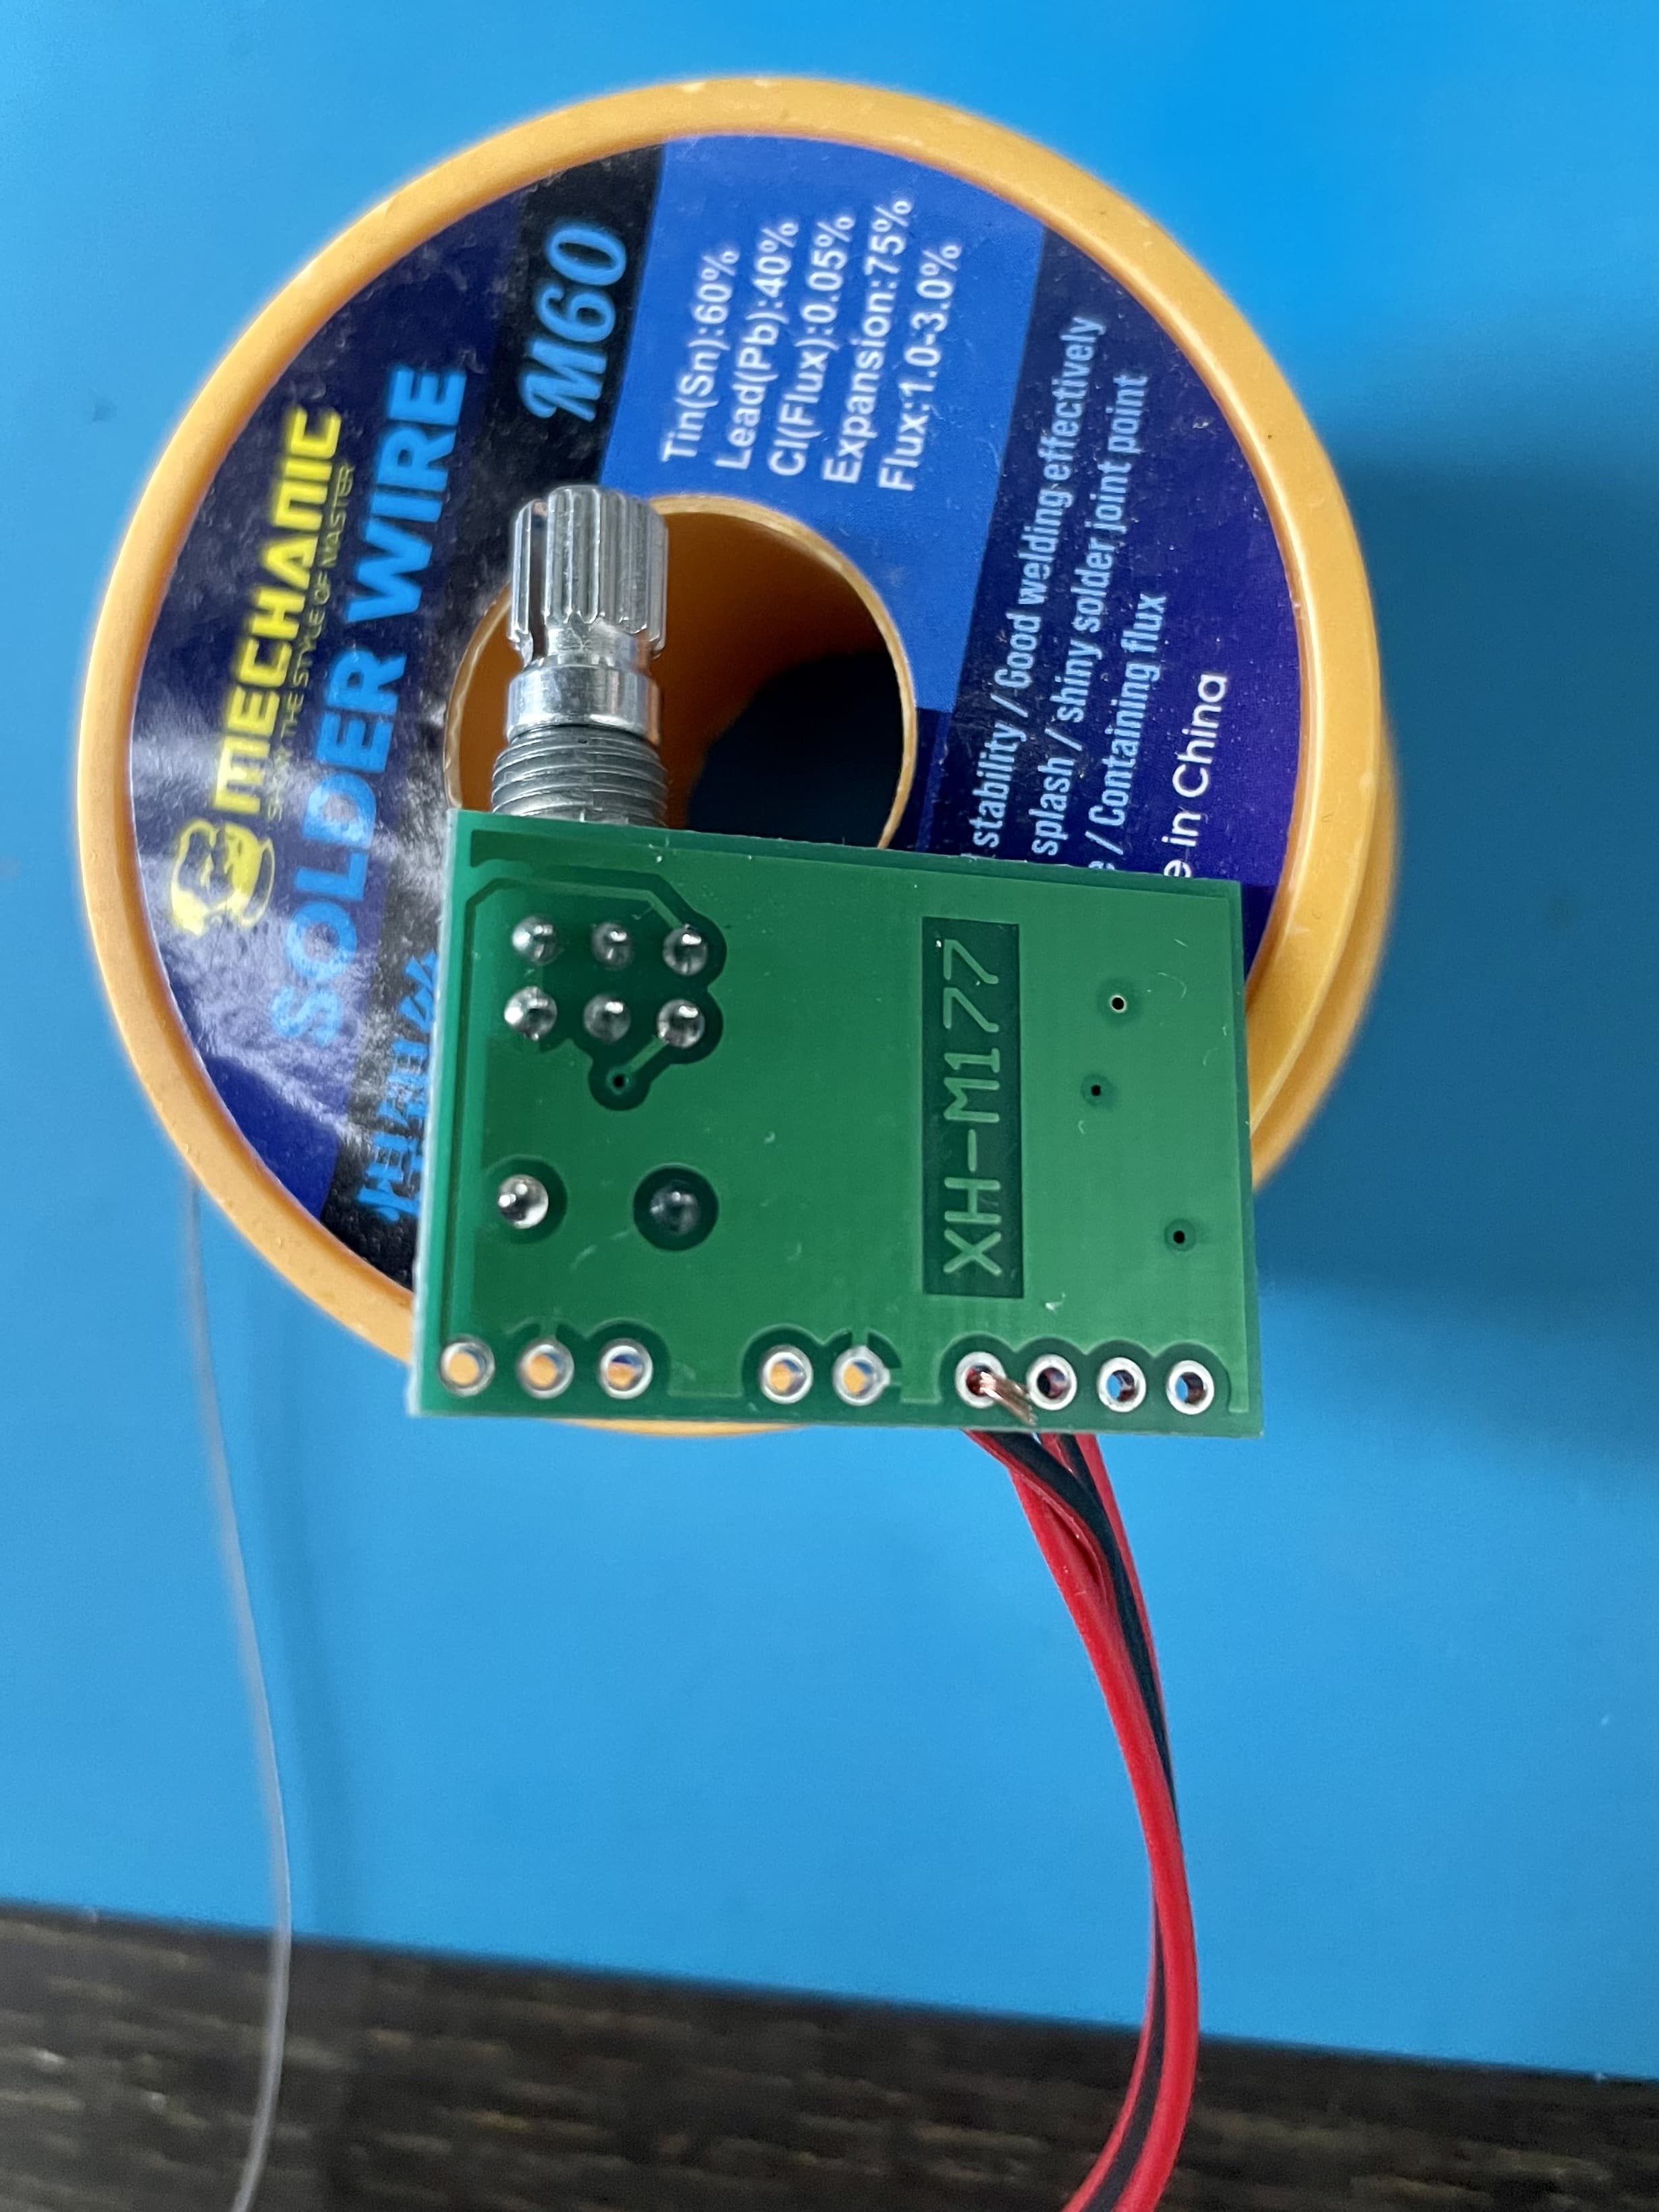 MECHANIC
SHOW THE STYLE OF MASTER
SOLDER WIRE
M60
Tin(Sn):60%
Lead(Pb):40%
Cl(Flux):0.05%
Expansion:75%
Flux:1.0-3.0%
stability / Good welding effectively
splash / shiny solder joint point
/ Containing flux
in China
XH-M177